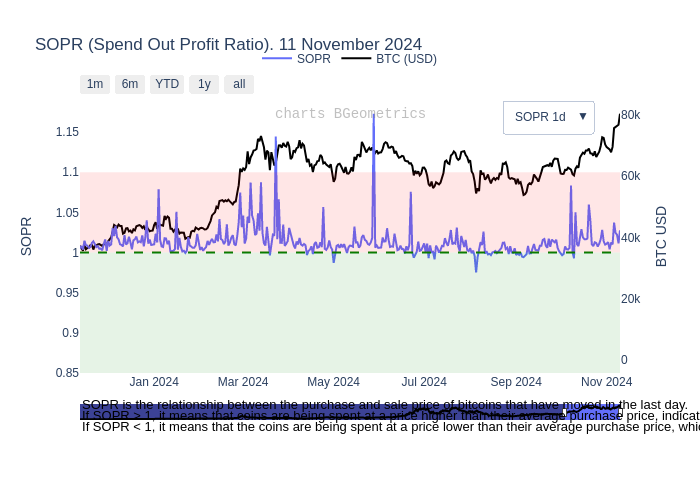 SOPR (Spend Out Profit Ratio). 11 November 2024
SOPR BTC (USD)
1m 6m YTD 1y all
charts BGeometrics
SOPR 1d ▼
1.15
1.1
1.05
1
0.95
0.9
0.85
SOPR
80k
60k
40k
20k
0
BTC USD
Jan 2024 Mar 2024 May 2024 Jul 2024 Sep 2024 Nov 2024
SOPR is the relationship between the purchase and sale price of bitcoins that have moved in the last day.
If SOPR > 1, it means that coins are being spent at a price higher than their average purchase price, indicat
If SOPR < 1, it means that the coins are being spent at a price lower than their average purchase price, whi